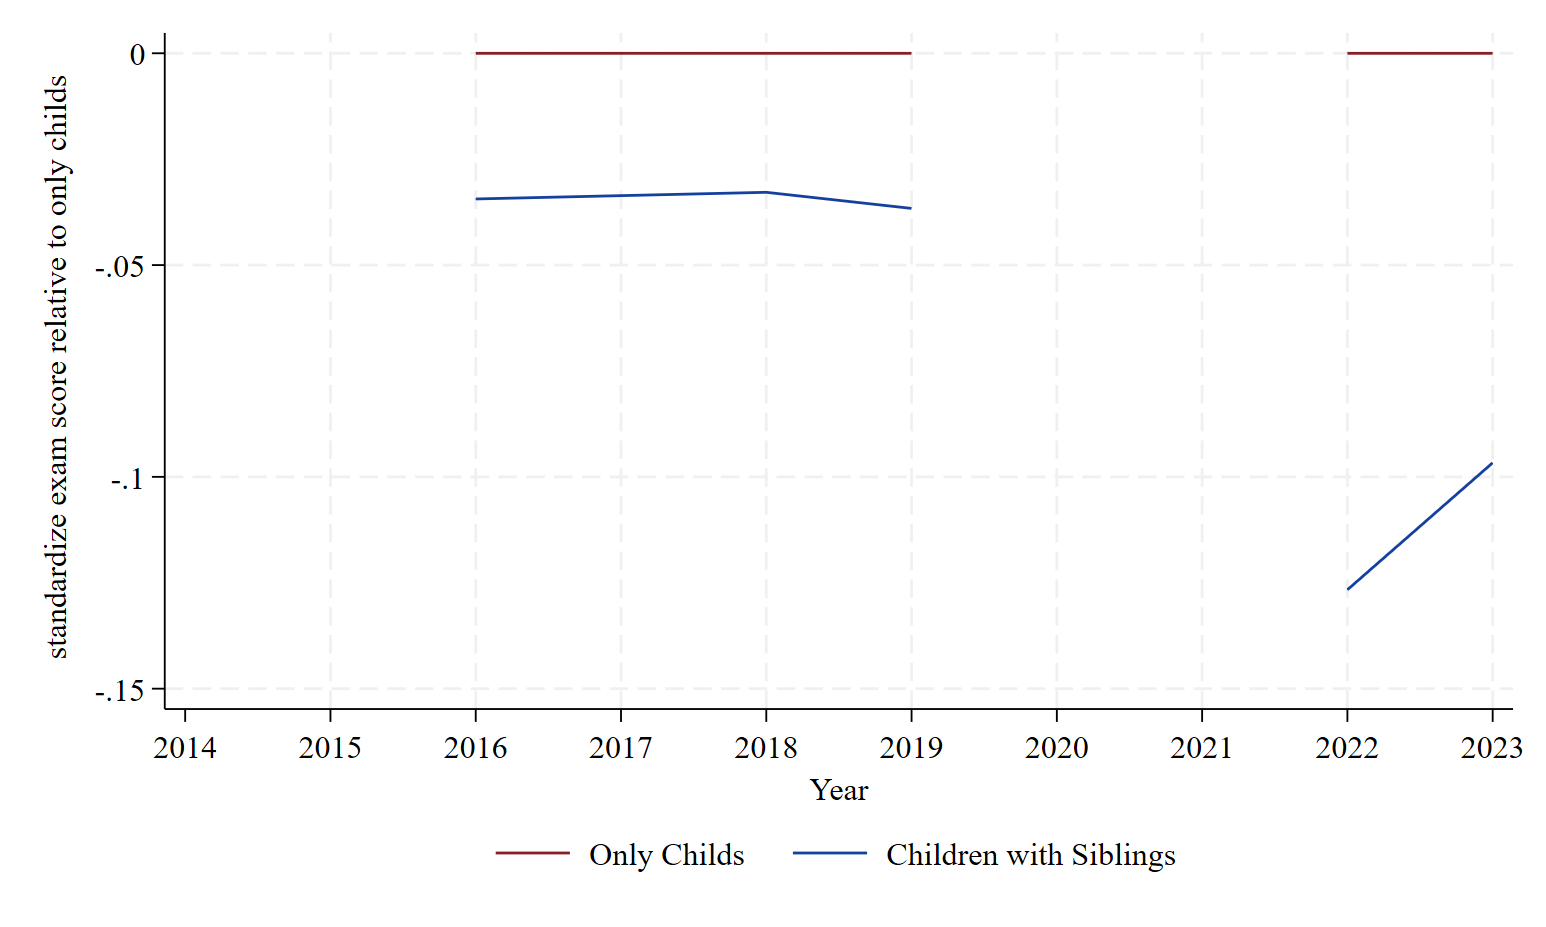 standardize exam score relative to only childs
0
-.05
-.1
-.15
2014 2015 2016 2017 2018 2019 2020 2021 2022 2023
Year
Only Childs Children with Siblings